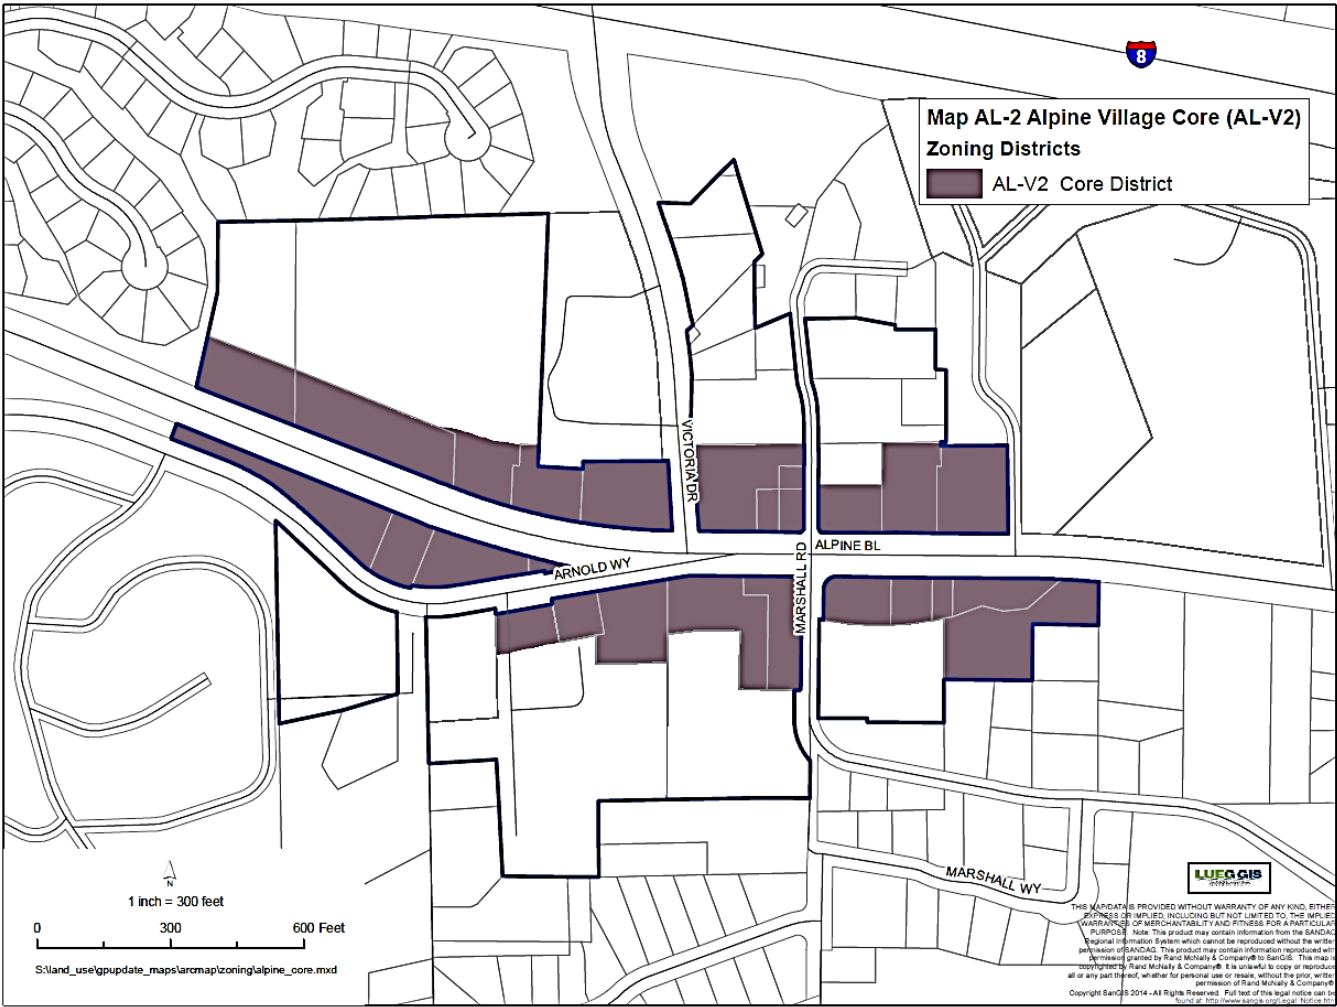 8
Map AL-2 Alpine Village Core (AL-V2)
Zoning Districts
AL-V2 Core District
VICTORIA DR
ALPINE BL
MARSHALL RD
ARNOLD WY
MARSHALL WY
N
1 inch = 300 feet
0 300 600 Feet
S:\land_use\gpupdate_maps\arcmap\zoning\alpine_core.mxd
LUEG GIS
THIS MAP/DATA IS PROVIDED WITHOUT WARRANTY OF ANY KIND, EITHER
EXPRESS OR IMPLIED, INCLUDING BUT NOT LIMITED TO, THE IMPLIED
WARRANTIES OF MERCHANTABILITY AND FITNESS FOR A PARTICULAR
PURPOSE. Note: This product may contain information from the SANDAG
Regional Information System which cannot be reproduced without the written
permission of SANDAG. This product may contain information reproduced with
permission granted by Rand McNally & Company® to SanGIS. This map is
copyrighted by Rand McNally & Company®. It is unlawful to copy or reproduce
all or any part thereof, whether for personal use or resale, without the prior, written
permission of Rand McNally & Company®.
Copyright SanGIS 2014 - All Rights Reserved. Full text of this legal notice can be
found at: http://www.sangis.org/Legal_Notice.htm